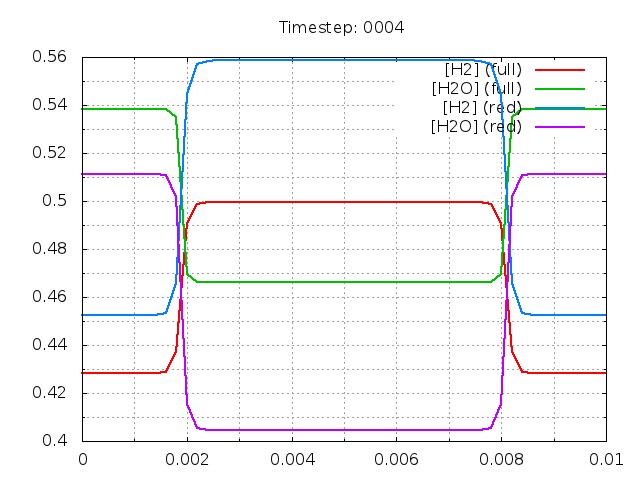 Timestep: 0004
0.56
0.54
0.52
0.5
0.48
0.46
0.44
0.42
0.4
[H2] (full)
[H2O] (full)
[H2] (red)
[H2O] (red)
0 0.002 0.004 0.006 0.008 0.01